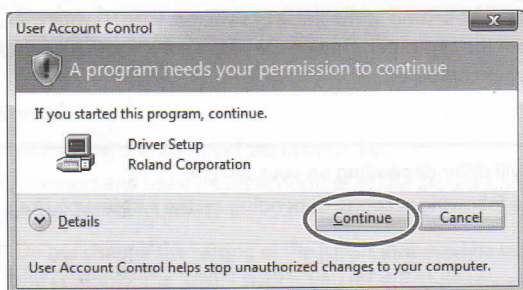 User Account Control
A program needs your permission to continue
If you started this program, continue.
Driver Setup
Roland Corporation
Details
Continue
Cancel
User Account Control helps stop unauthorized changes to your computer.